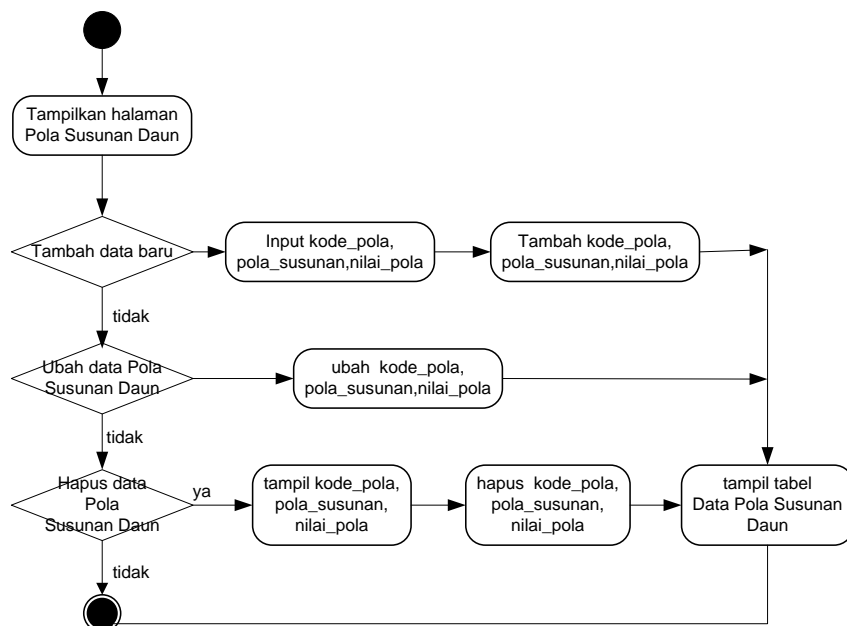 Tampilkan halaman
Pola Susunan Daun
Tambah data baru
Input kode_pola,
pola_susunan,nilai_pola
Tambah kode_pola,
pola_susunan,nilai_pola
tidak
Ubah data Pola
Susunan Daun
ubah  kode_pola,
pola_susunan,nilai_pola
tidak
Hapus data
Pola
Susunan Daun
ya
tampil kode_pola,
pola_susunan,
nilai_pola
hapus  kode_pola,
pola_susunan,
nilai_pola
tampil tabel
Data Pola Susunan
Daun
tidak